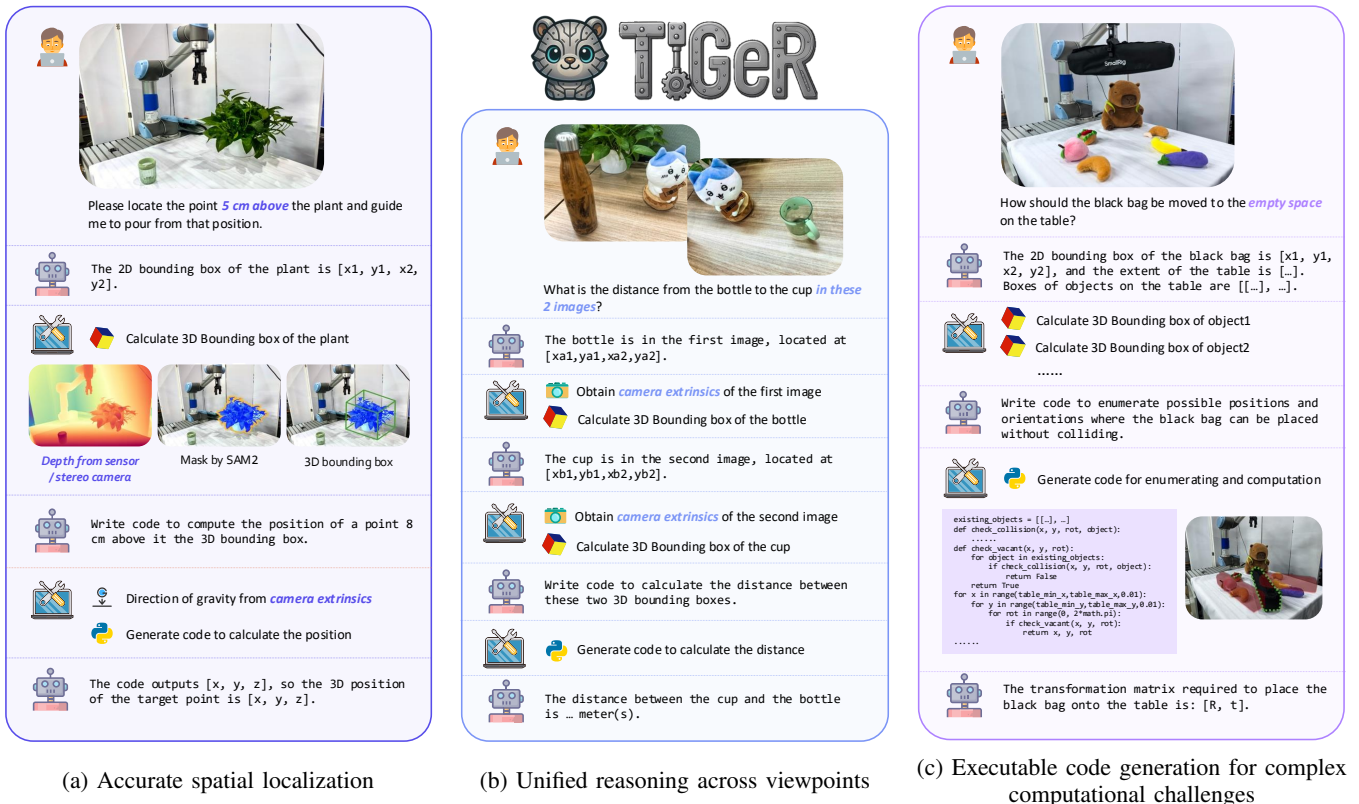 TIGeR
Please locate the point 5 cm above the plant and guide
me to pour from that position.
The 2D bounding box of the plant is [x1, y1, x2,
y2].
Calculate 3D Bounding box of the plant
Depth from sensor
/ stereo camera
Mask by SAM2
3D bounding box
Write code to compute the position of a point 8
cm above it the 3D bounding box.
Direction of gravity from camera extrinsics
Generate code to calculate the position
The code outputs [x, y, z], so the 3D position
of the target point is [x, y, z].
(a) Accurate spatial localization
What is the distance from the bottle to the cup in these
2 images?
The bottle is in the first image, located at
[xa1,ya1,xa2,ya2].
Obtain camera extrinsics of the first image
Calculate 3D Bounding box of the bottle
The cup is in the second image, located at
[xb1,yb1,xb2,yb2].
Obtain camera extrinsics of the second image
Calculate 3D Bounding box of the cup
Write code to calculate the distance between
these two 3D bounding boxes.
Generate code to calculate the distance
The distance between the cup and the bottle
is … meter(s).
(b) Unified reasoning across viewpoints
SmallRig
How should the black bag be moved to the empty space
on the table?
The 2D bounding box of the black bag is [x1, y1,
x2, y2], and the extent of the table is […].
Boxes of objects on the table are [[…], …].
Calculate 3D Bounding box of object1
Calculate 3D Bounding box of object2
......
Write code to enumerate possible positions and
orientations where the black bag can be placed
without colliding.
Generate code for enumerating and computation
existing_objects = [[…], …]
def check_collision(x, y, rot, object):
......
def check_vacant(x, y, rot):
for object in existing_objects:
if check_collision(x, y, rot, object):
return False
return True
for x in range(table_min_x,table_max_x,0.01):
for y in range(table_min_y,table_max_y,0.01):
for rot in range(0, 2*math.pi):
if check_vacant(x, y, rot):
return x, y, rot
......
The transformation matrix required to place the
black bag onto the table is: [R, t].
(c) Executable code generation for complex
computational challenges